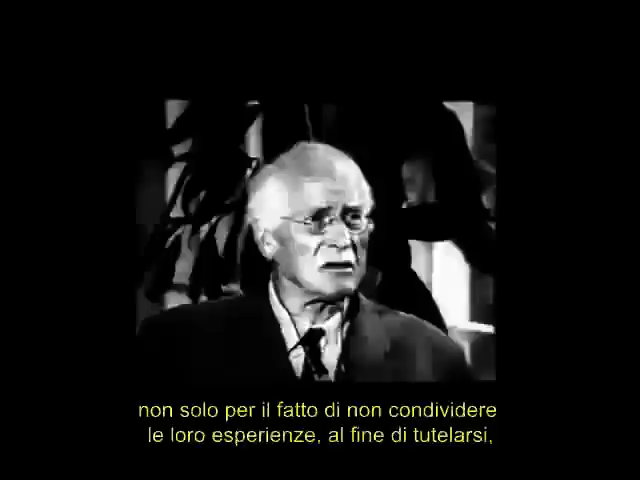 non solo per il fatto di non condividere
le loro esperienze, al fine di tutelarsi,